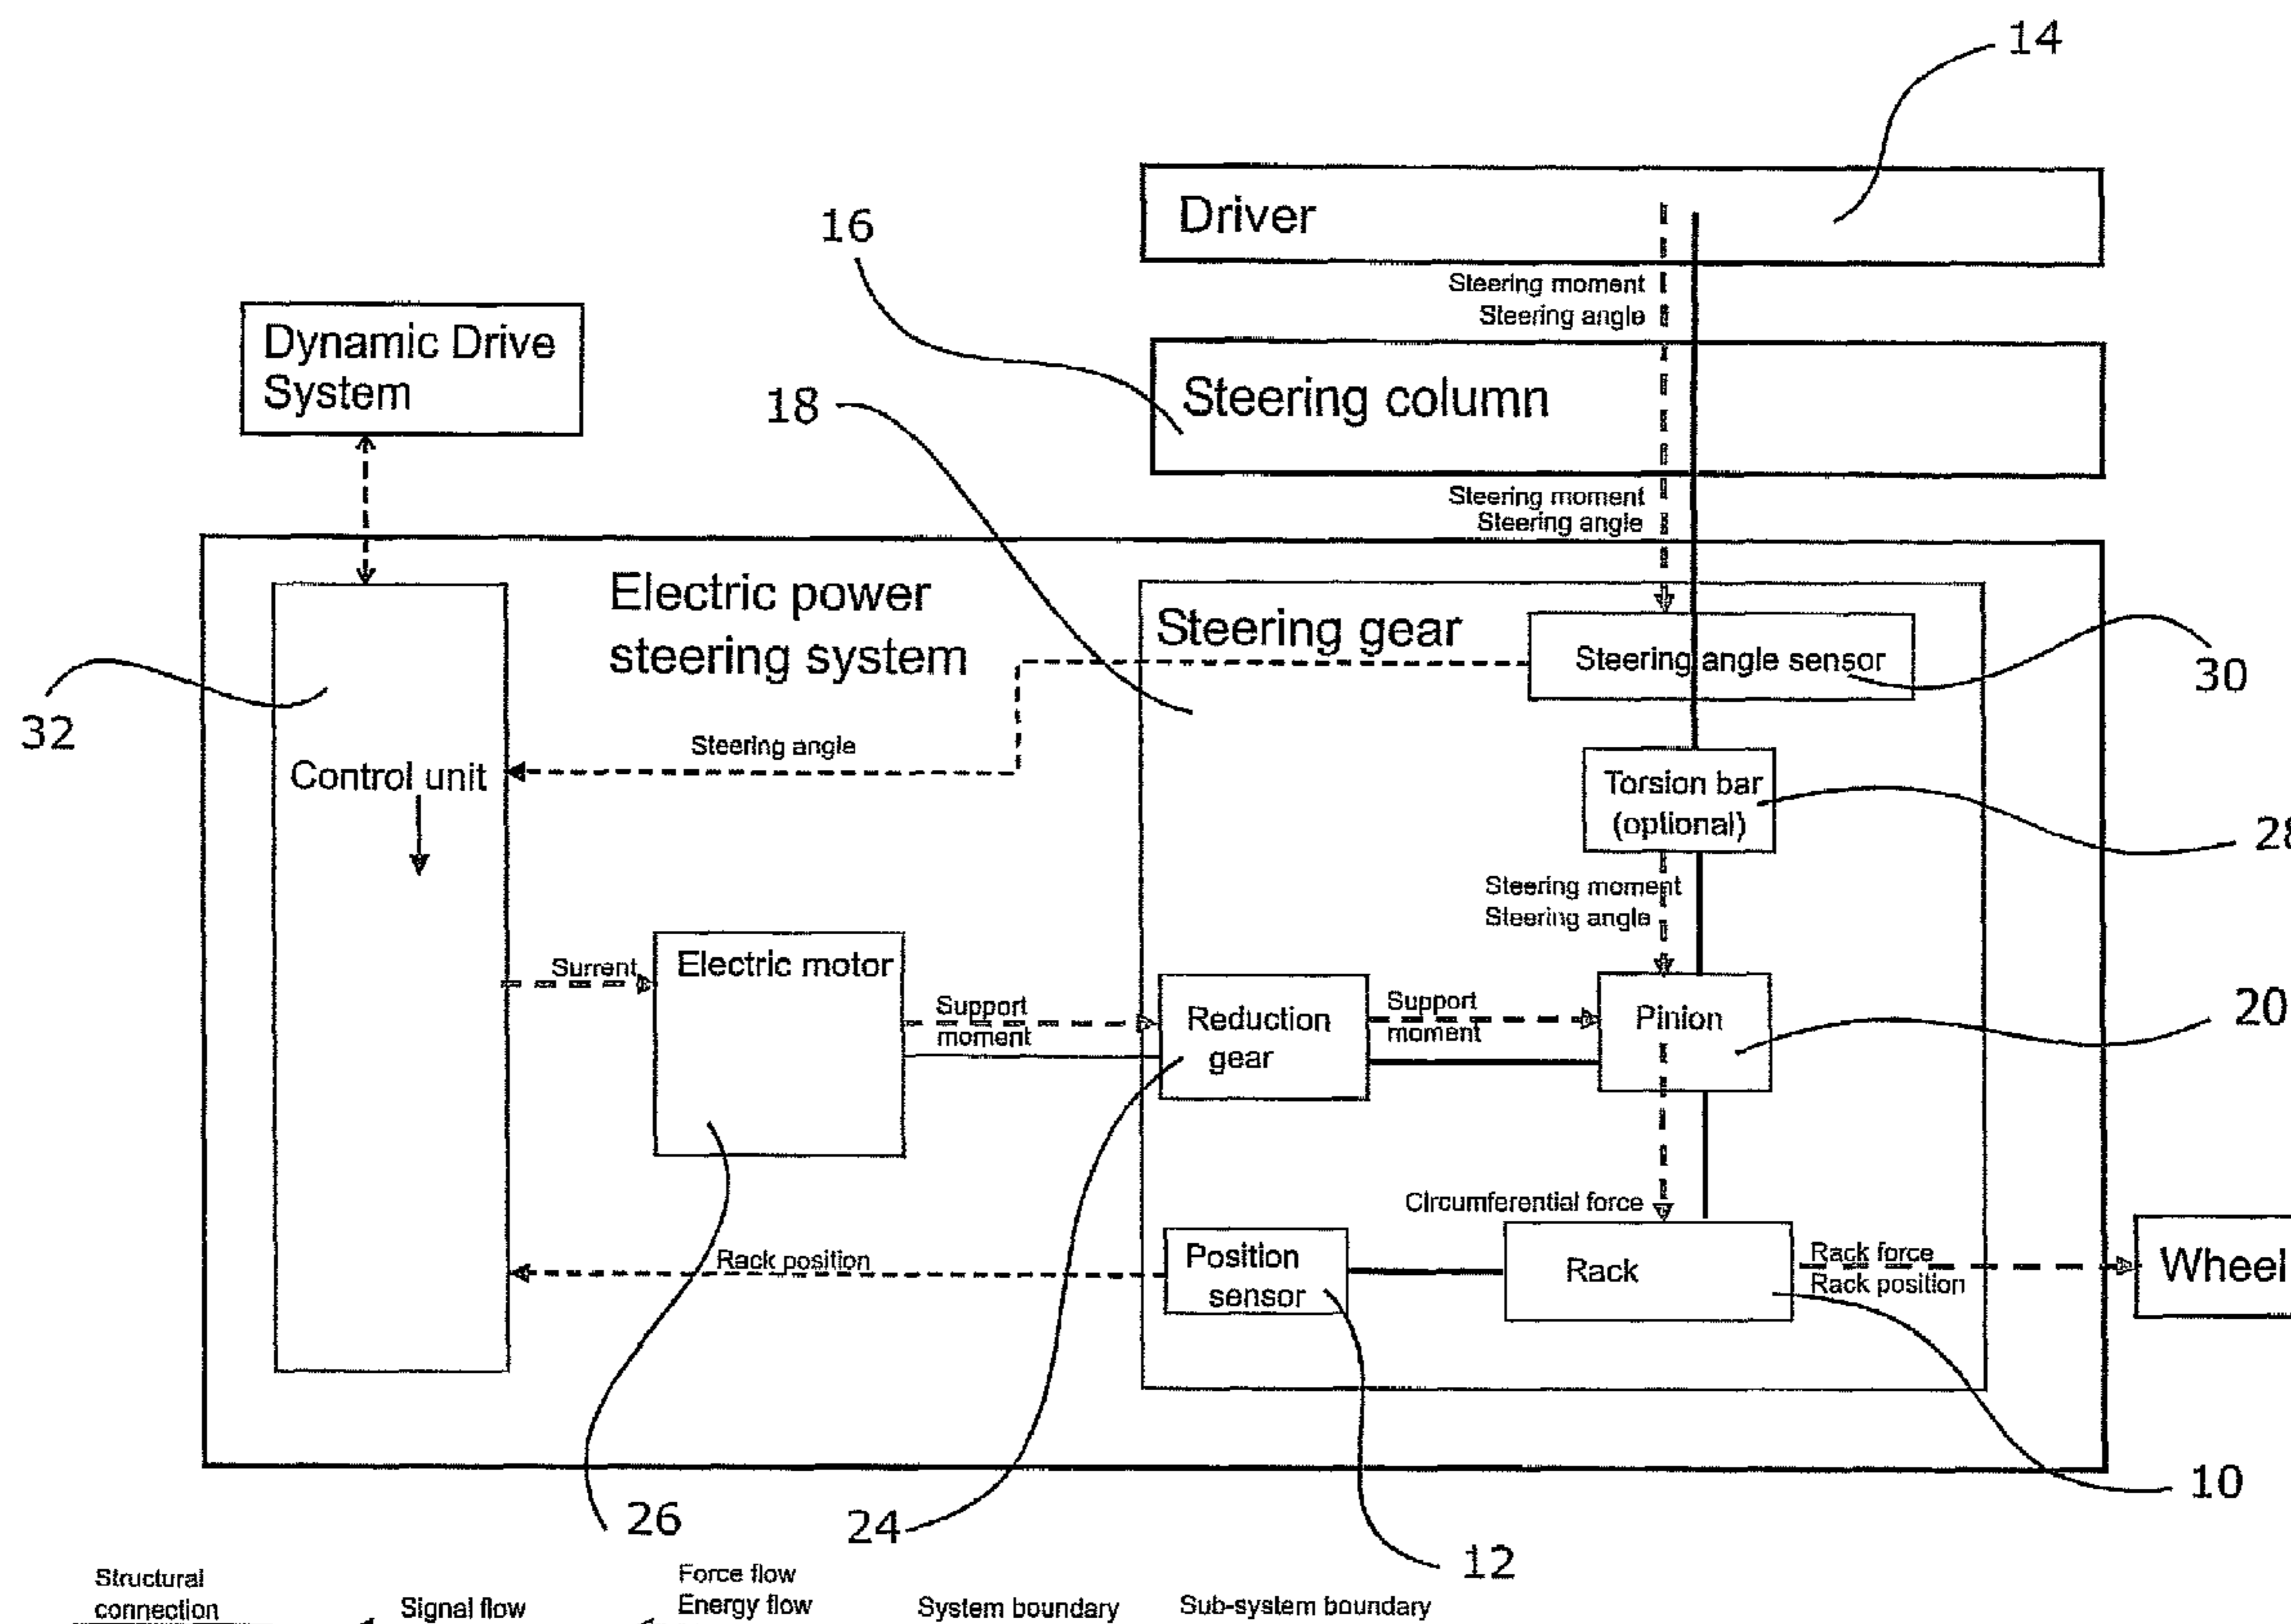 14
Driver
16
Steering moment
Steering angle
Dynamic Drive
System
18
Steering column
Steering moment
Steering angle
Electric power
steering system
Steering gear
Steering angle sensor
30
32
Steering angle
Control unit
Torsion bar
(optional)
28
Steering moment
Steering angle
Surrent
Electric motor
Support
moment
Reduction
gear
Support
moment
Pinion
20
Circumferential force
Rack position
Position
sensor
Rack
Rack force
Rack position
Wheel
10
26
24
12
Structural
connection
Signal flow
Force flow
Energy flow
System boundary
Sub-system boundary